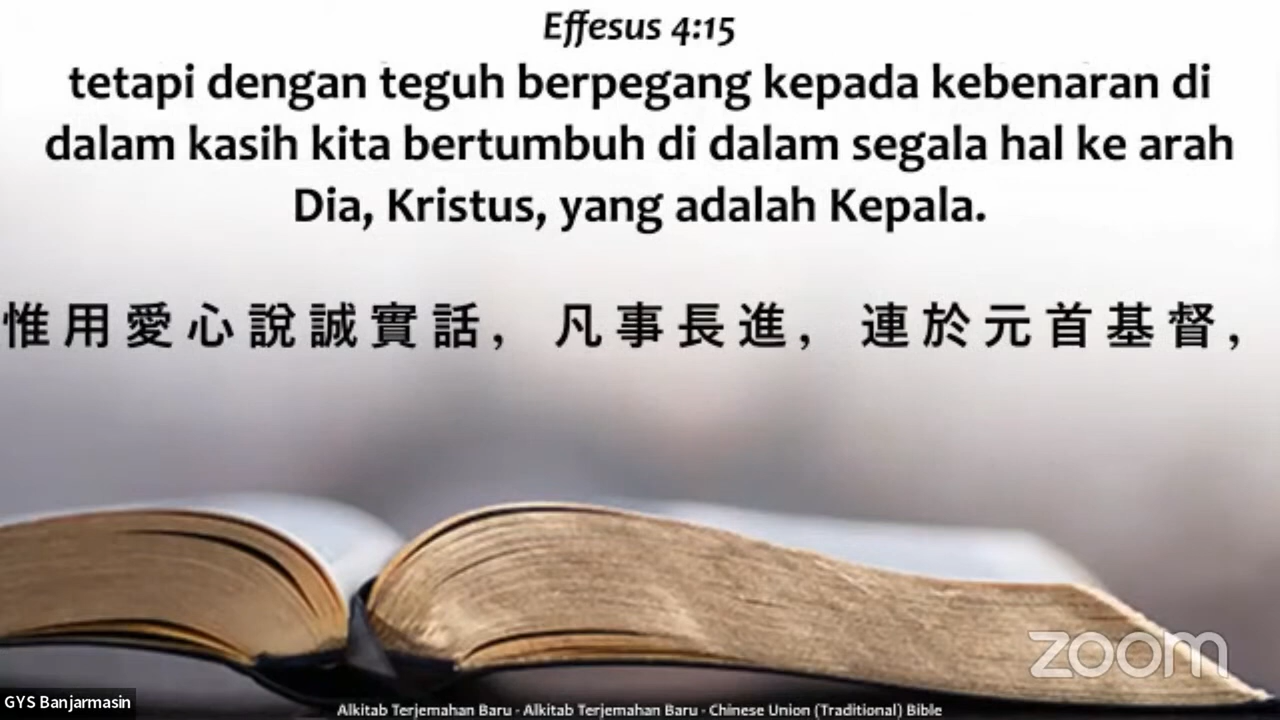 Effesus 4:15
tetapi dengan teguh berpegang kepada kebenaran di
dalam kasih kita bertumbuh di dalam segala hal ke arah
Dia, Kristus, yang adalah Kepala.
惟用愛心說誠實話，凡事長進，連於元首基督，
zoom
GYS Banjarmasin
Alkitab Terjemahan Baru - Alkitab Terjemahan Baru - Chinese Union (Traditional) Bible